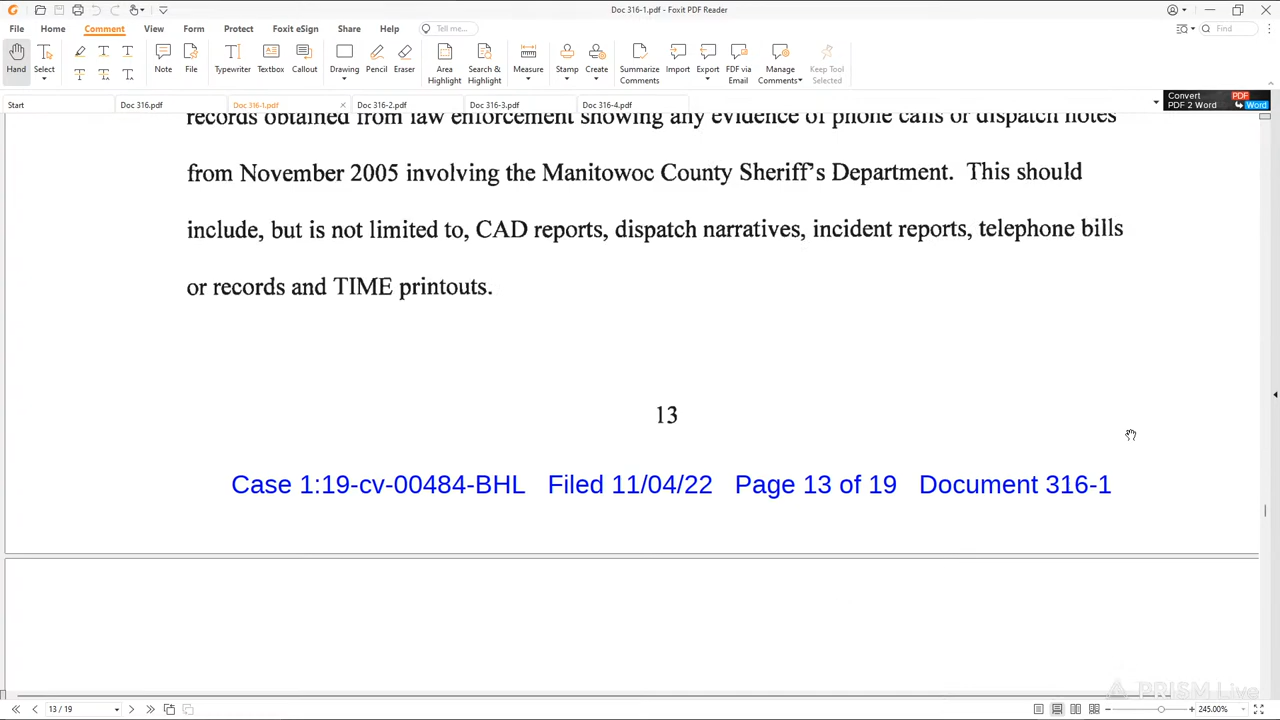 Doc 316-1.pdf - Foxit PDF Reader
File Home Comment View Form Protect Foxit eSign Share Help Tell me... Find
Hand Select Note File Typewriter Textbox Callout Drawing Pencil Eraser Area Highlight Search & Highlight Measure Stamp Create Summarize Comments Import Export FDF via Email Manage Comments Keep Tool Selected
Start Doc 316.pdf Doc 316-1.pdf Doc 316-2.pdf Doc 316-3.pdf Doc 316-4.pdf
Convert PDF
PDF 2 Word Word
records obtained from law enforcement showing any evidence of phone calls or dispatch notes
from November 2005 involving the Manitowoc County Sheriff's Department. This should
include, but is not limited to, CAD reports, dispatch narratives, incident reports, telephone bills
or records and TIME printouts.
13
Case 1:19-cv-00484-BHL Filed 11/04/22 Page 13 of 19 Document 316-1
PRISM Live
13 / 19 245.00%